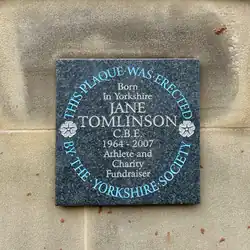 THIS PLAQUE WAS ERECTED
Born
In Yorkshire
JANE
TOMLINSON
C.B.E.
1964 - 2007
Athlete and
Charity
Fundraiser
BY THE YORKSHIRE SOCIETY